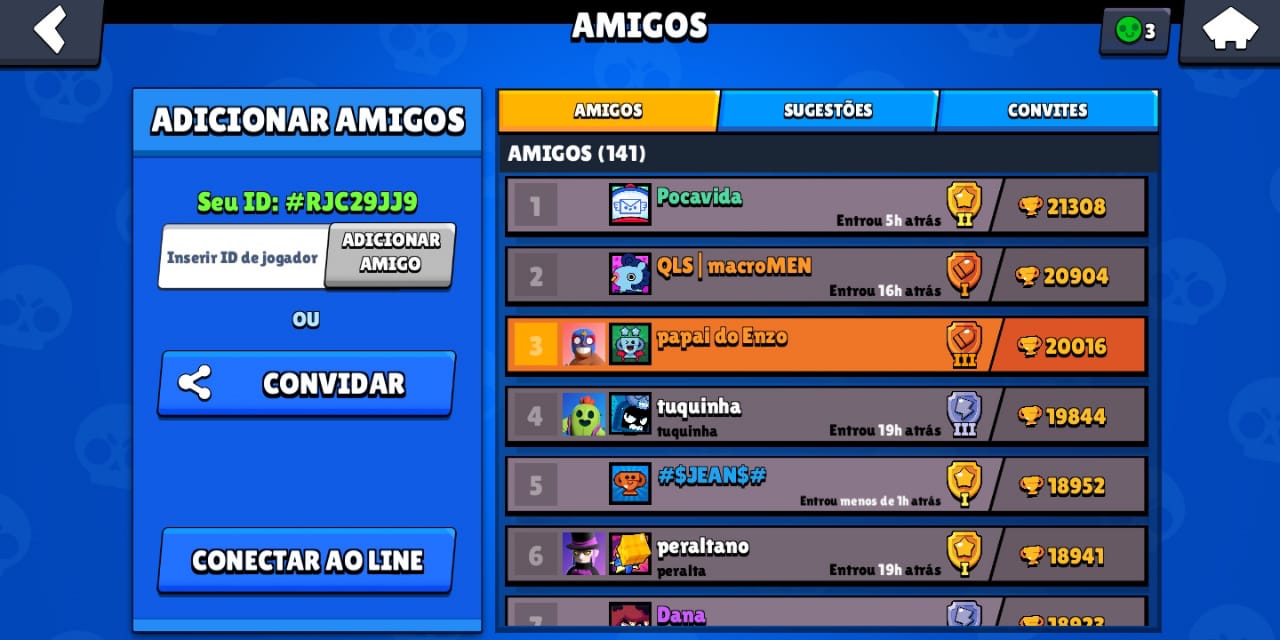 AMIGOS
3
ADICIONAR AMIGOS
Seu ID: #RJC29JJ9
Inserir ID de jogador
ADICIONAR
AMIGO
OU
CONVIDAR
CONECTAR AO LINE
AMIGOS
SUGESTÕES
CONVITES
AMIGOS (141)
1
Pocavida
Entrou 5h atrás
II
21308
2
QLS | macroMEN
Entrou 16h atrás
I
20904
3
papai do Enzo
III
20016
4
tuquinha
tuquinha
Entrou 19h atrás
III
19844
5
#$JEAN$#
Entrou menos de 1h atrás
I
18952
6
peraltano
peralta
Entrou 19h atrás
I
18941
7
Dana
18923